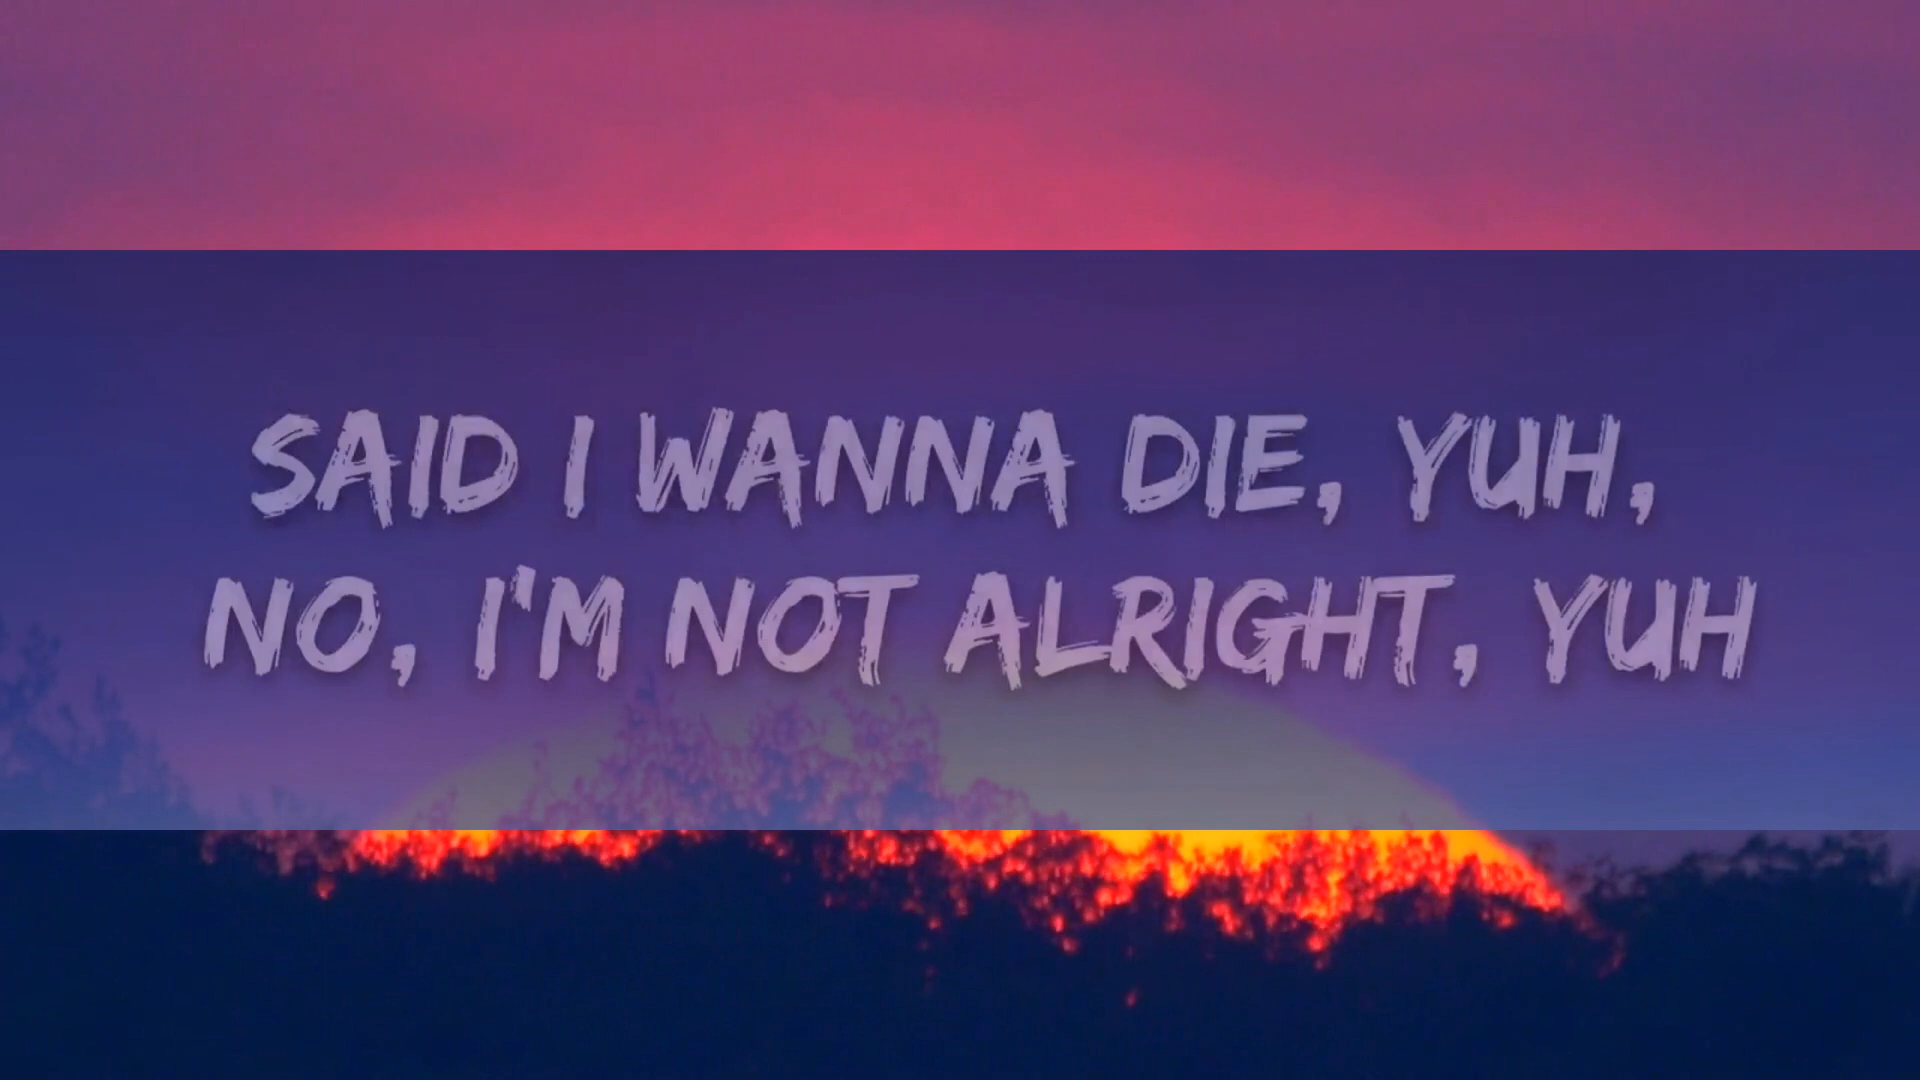 SAID I WANNA DIE, YUH,
NO, I'M NOT ALRIGHT, YUH